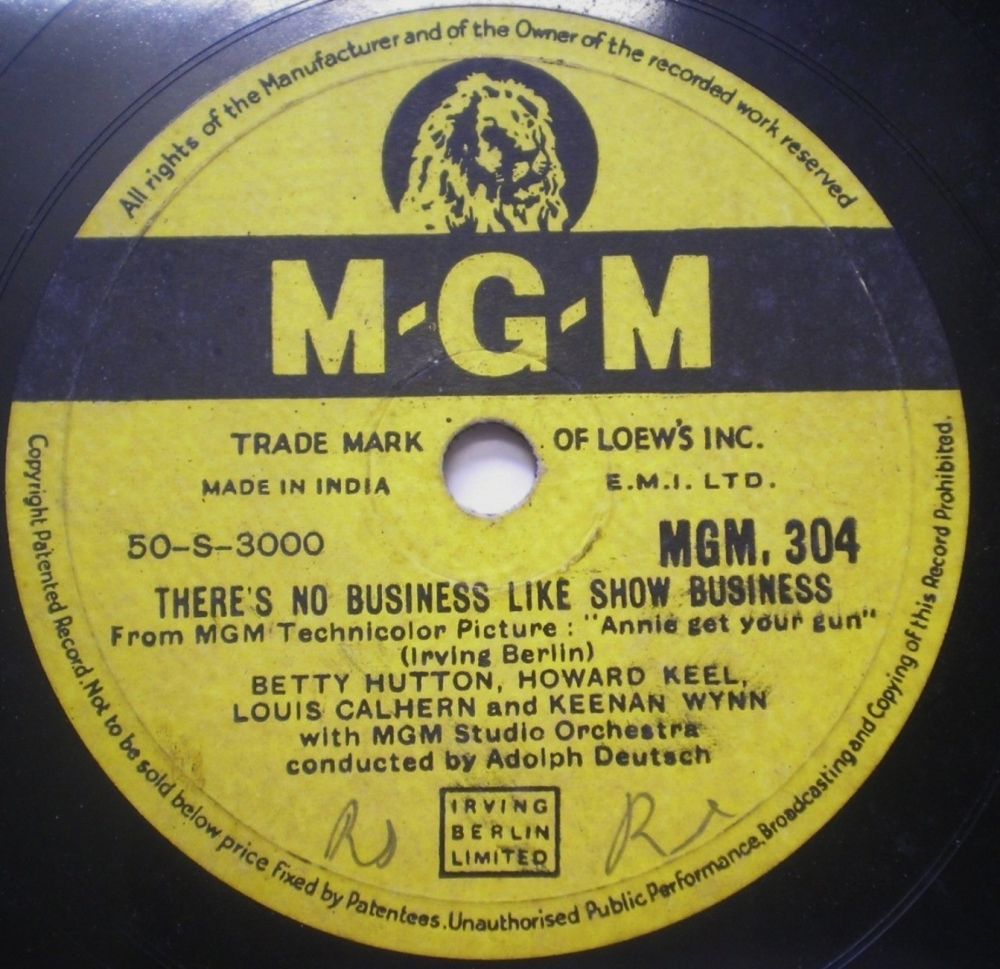 All rights of the Manufacturer and of the Owner of the recorded work reserved
M-G-M
TRADE MARK OF LOEW'S INC.
MADE IN INDIA E.M.I. LTD.
50-S-3000 MGM. 304
THERE'S NO BUSINESS LIKE SHOW BUSINESS
From MGM Technicolor Picture : "Annie get your gun"
(Irving Berlin)
BETTY HUTTON, HOWARD KEEL,
LOUIS CALHERN and KEENAN WYNN
with MGM Studio Orchestra
conducted by Adolph Deutsch
IRVING
BERLIN
LIMITED
Copyright Patented Record. Not to be sold below price fixed by Patentees. Unauthorised Public Performance, Broadcasting and Copying of this Record Prohibited.